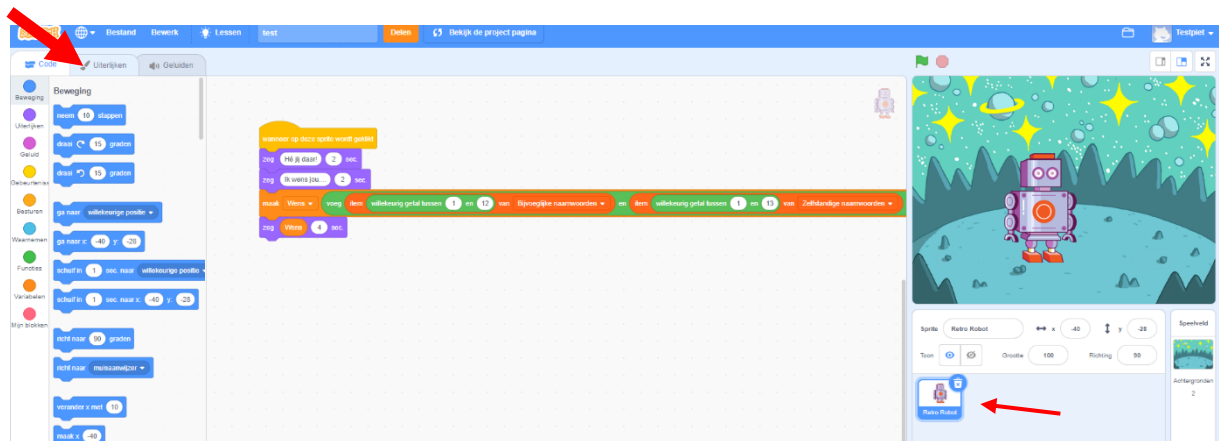 Bestand Bewerk Lessen test Delen Bekijk de project pagina Testpiet
Code Uiterlijken Geluiden
Beweging
Uiterlijken
Geluid
Gebeurtenissen
Besturen
Waarnemen
Functies
Variabelen
Mijn blokken
Beweging
neem 10 stappen
draai 15 graden
draai 15 graden
ga naar willekeurige positie
ga naar x: -40 y: -28
schuif in 1 sec. naar willekeurige positie
schuif in 1 sec. naar x: -40 y: -28
richt naar 90 graden
richt naar muisaanwijzer
verander x met 10
maak x -40
wanneer op deze sprite wordt geklikt
zeg Hé jij daar! 2 sec.
zeg Ik wens jou.... 2 sec.
maak Wens voeg item willekeurig getal tussen 1 en 12 van Bijvoeglijke naamwoorden en item willekeurig getal tussen 1 en 13 van Zelfstandige naamwoorden
zeg Wens 4 sec.
Sprite Retro Robot x -40 y -28
Toon Grootte 100 Richting 90
Retro Robot
Speelveld
Achtergronden
2